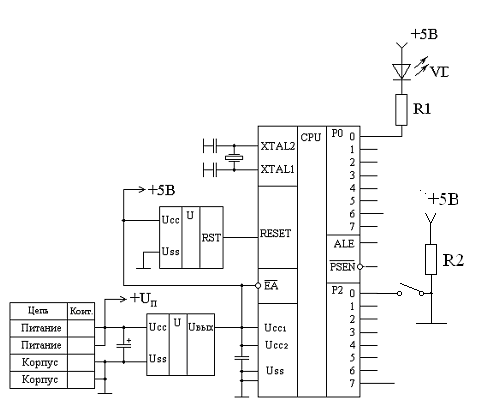 +5В
VD
R1
CPU
P0 0
1
2
3
4
5
6
7
XTAL2
XTAL1
+5В
Ucc U
RST
Uss
RESET
ALE
PSEN
+5В
R2
EA
P2 0
1
2
3
4
5
6
7
+Uп
Цепь Конт.
Питание
Питание
Корпус
Корпус
Ucc U Uвых
Uss
Ucc1
Ucc2
Uss